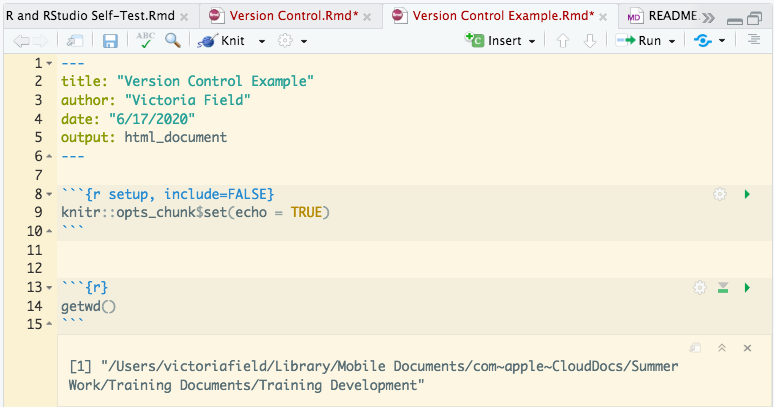 R and RStudio Self-Test.Rmd × Version Control.Rmd* × Version Control Example.Rmd* × MD README.
ABC Knit Insert Run
1 ---
2 title: "Version Control Example"
3 author: "Victoria Field"
4 date: "6/17/2020"
5 output: html_document
6 ---
7
8 ```{r setup, include=FALSE}
9 knitr::opts_chunk$set(echo = TRUE)
10 ```
11
12
13 ```{r}
14 getwd()
15 ```
[1] "/Users/victoriafield/Library/Mobile Documents/com~apple~CloudDocs/Summer
Work/Training Documents/Training Development"